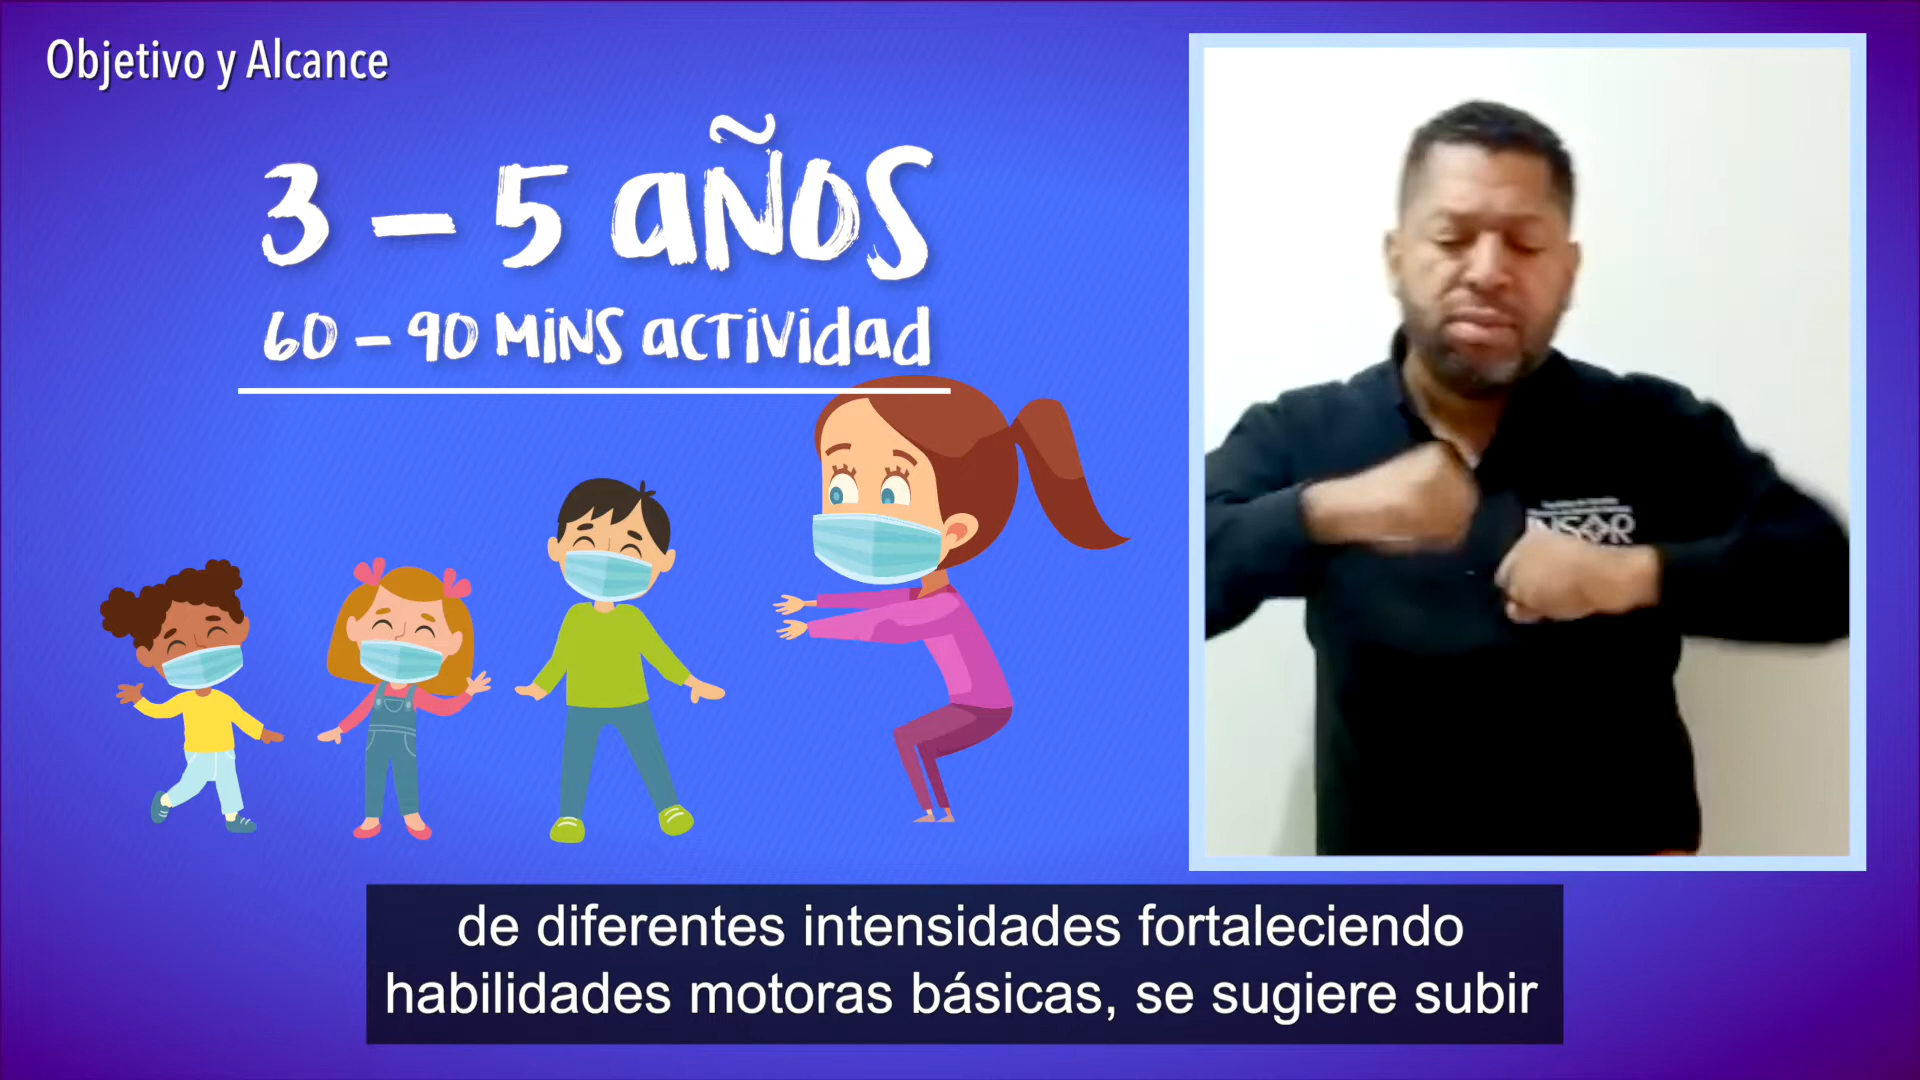 Objetivo y Alcance
3 – 5 años
60 – 90 mins actividad
INSOR
de diferentes intensidades fortaleciendo
habilidades motoras básicas, se sugiere subir